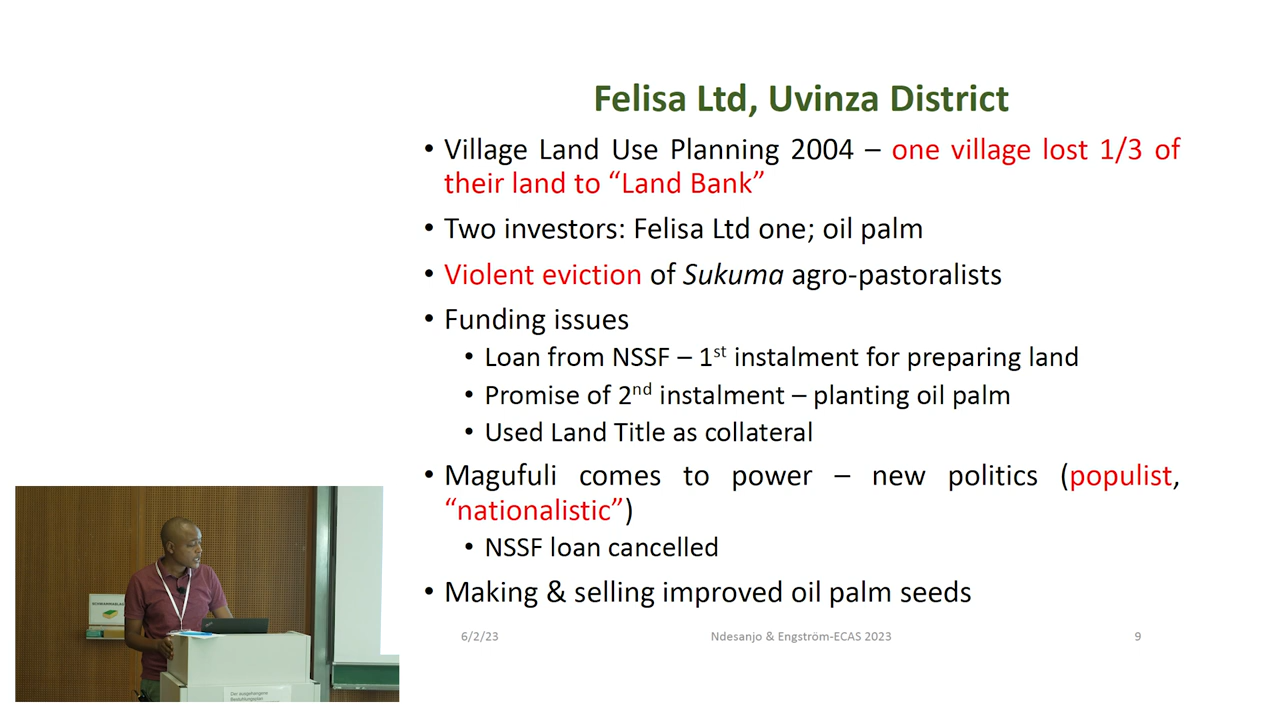 Felisa Ltd, Uvinza District
• Village Land Use Planning 2004 – one village lost 1/3 of
their land to “Land Bank”
• Two investors: Felisa Ltd one; oil palm
• Violent eviction of Sukuma agro-pastoralists
• Funding issues
• Loan from NSSF – 1st instalment for preparing land
• Promise of 2nd instalment – planting oil palm
• Used Land Title as collateral
• Magufuli comes to power – new politics (populist,
“nationalistic”)
• NSSF loan cancelled
• Making & selling improved oil palm seeds
6/2/23
Ndesanjo & Engström-ECAS 2023
9
Der ausgehangene